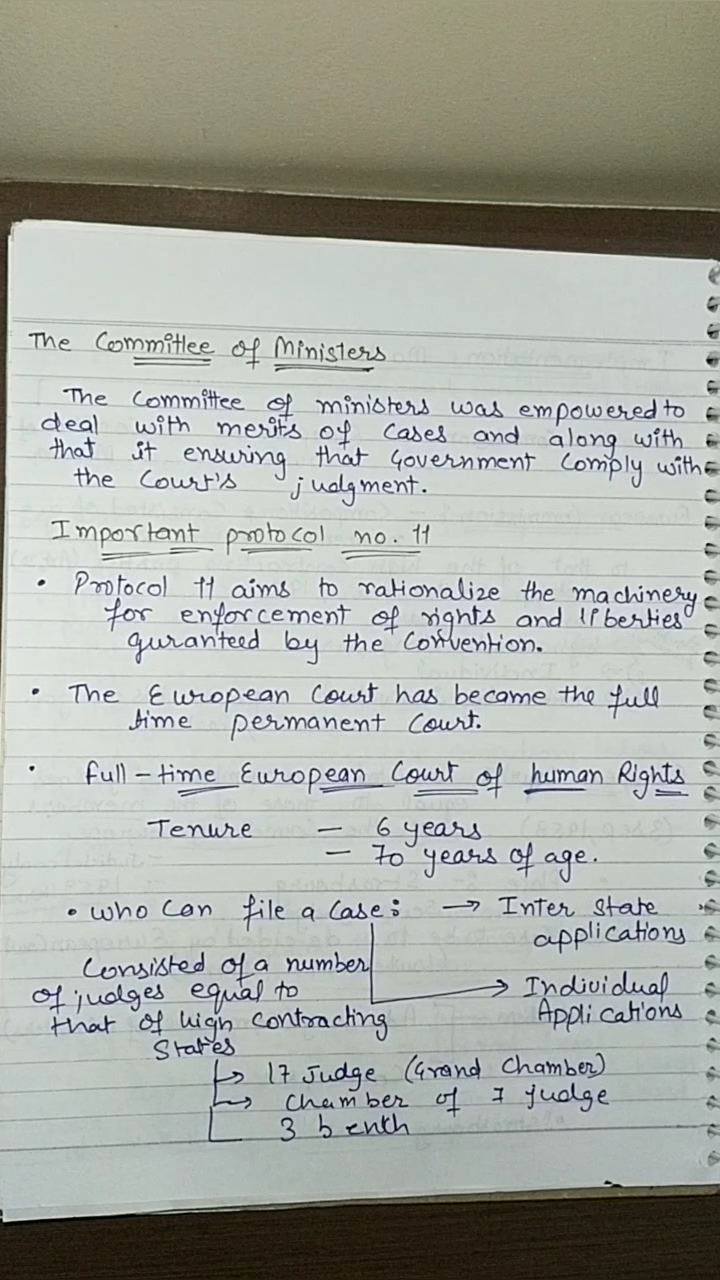 The Committee of Ministers
The Committee of ministers was empowered to
deal with merits of cases and along with
that it ensuring that Government Comply with
the Court's judgment.
Important protocol no. 11
• Protocol 11 aims to rationalize the machinery
for enforcement of rights and liberties
guranteed by the Convention.
• The European Court has became the full
time permanent Court.
• full-time European Court of human Rights
Tenure — 6 years
— 70 years of age.
• Who Can file a Case: → Inter State
applications
Consisted of a number
of judges equal to → Individual
that of high Contracting Applications
States
↳ 17 Judge (Grand Chamber)
↳ Chamber of 7 judge
3 benth